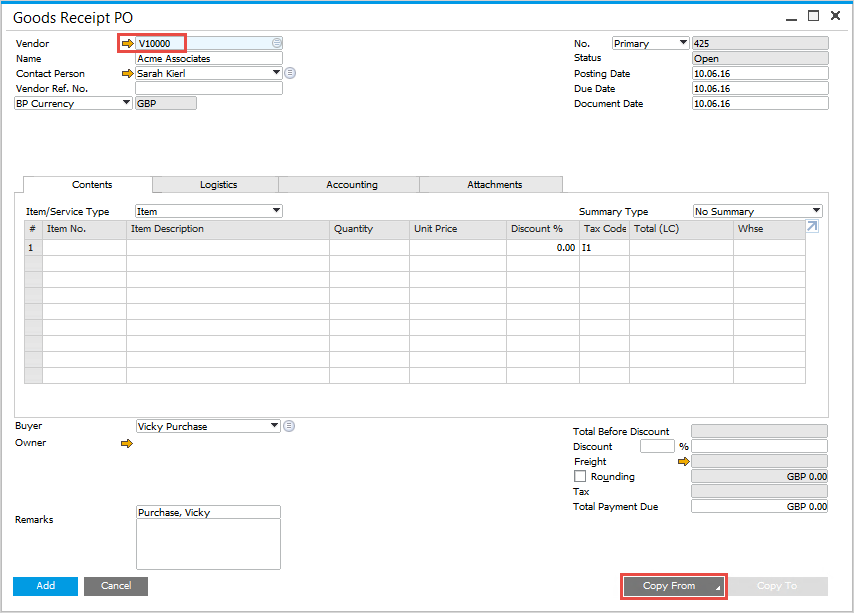 Goods Receipt PO
Vendor V10000 No. Primary 425
Name Acme Associates Status Open
Contact Person Sarah Kierl Posting Date 10.06.16
Vendor Ref. No. Due Date 10.06.16
BP Currency GBP Document Date 10.06.16
Contents Logistics Accounting Attachments
Item/Service Type Item Summary Type No Summary
# Item No. Item Description Quantity Unit Price Discount % Tax Code Total (LC) Whse
1 0.00 I1
Buyer Vicky Purchase Total Before Discount
Owner Discount %
Freight
Rounding GBP 0.00
Tax
Total Payment Due GBP 0.00
Remarks Purchase, Vicky
Add Cancel Copy From Copy To